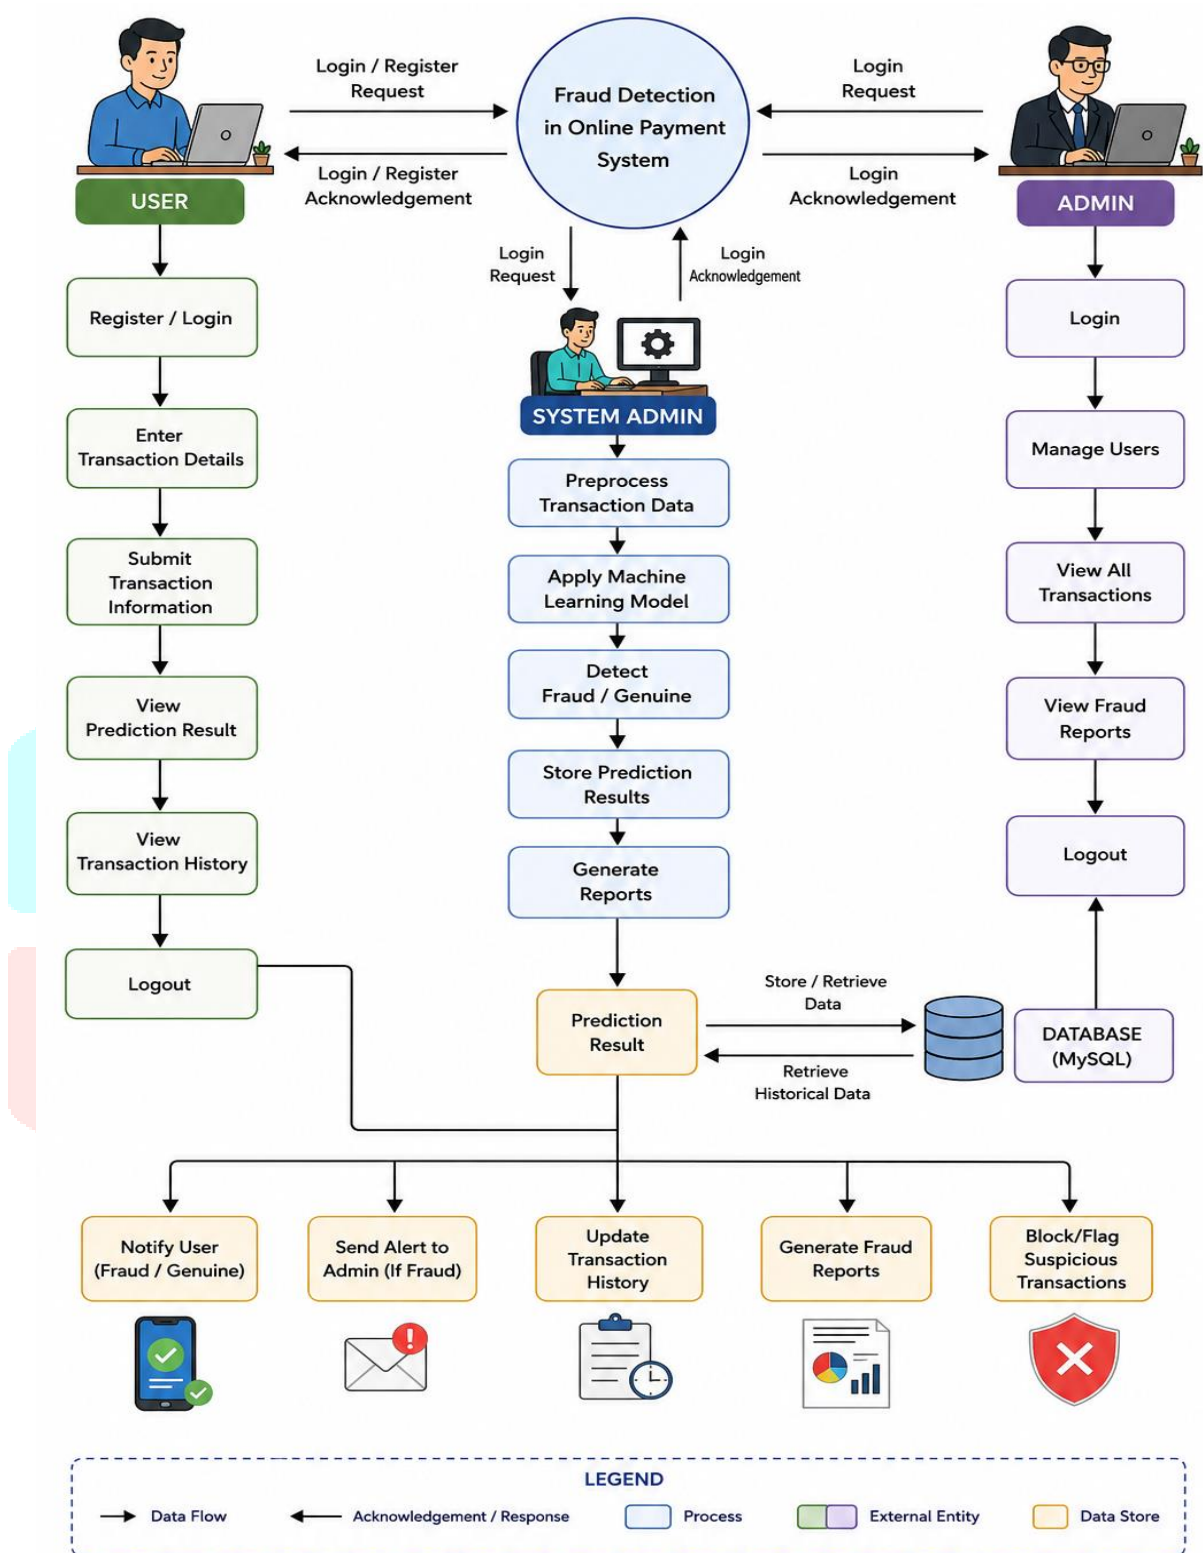 Login / Register
Request
Fraud Detection
in Online Payment
System
Login
Request
Login / Register
Acknowledgement
Login
Acknowledgement
USER
ADMIN
Login
Request
Login
Acknowledgement
Register / Login
Enter
Transaction Details
Submit
Transaction
Information
View
Prediction Result
View
Transaction History
Logout
SYSTEM ADMIN
Preprocess
Transaction Data
Apply Machine
Learning Model
Detect
Fraud / Genuine
Store Prediction
Results
Generate
Reports
Prediction
Result
Login
Manage Users
View All
Transactions
View Fraud
Reports
Logout
Store / Retrieve
Data
Retrieve
Historical Data
DATABASE
(MySQL)
Notify User
(Fraud / Genuine)
Send Alert to
Admin (If Fraud)
Update
Transaction
History
Generate Fraud
Reports
Block/Flag
Suspicious
Transactions
LEGEND
Data Flow
Acknowledgement / Response
Process
External Entity
Data Store